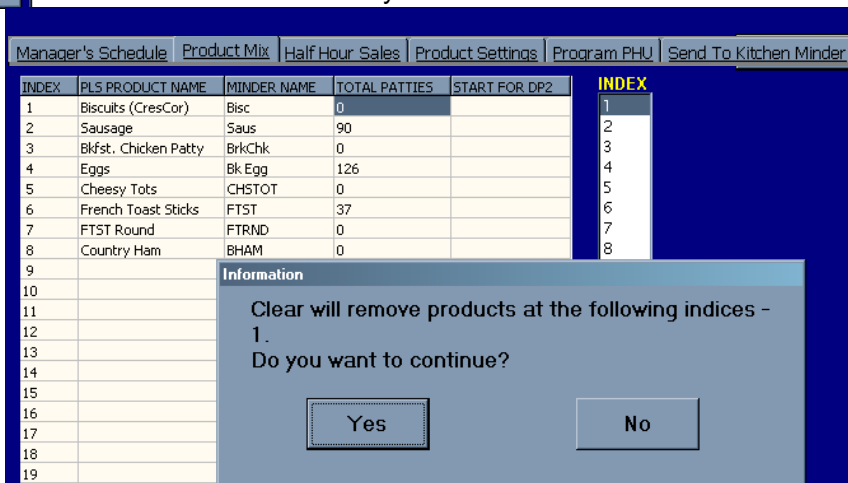 Manager's Schedule Product Mix Half Hour Sales Product Settings Program PHU Send To Kitchen Minder
INDEX PLS PRODUCT NAME MINDER NAME TOTAL PATTIES START FOR DP2 INDEX
1 Biscuits (CresCor) Bisc 0 1
2 Sausage Saus 90 2
3 Bkfst. Chicken Patty BrkChk 0 3
4 Eggs Bk Egg 126 4
5 Cheesy Tots CHSTOT 0 5
6 French Toast Sticks FTST 37 6
7 FTST Round FTRND 0 7
8 Country Ham BHAM 0 8
9
10
11
12
13
14
15
16
17
18
19
Information
Clear will remove products at the following indices -
1.
Do you want to continue?
Yes No